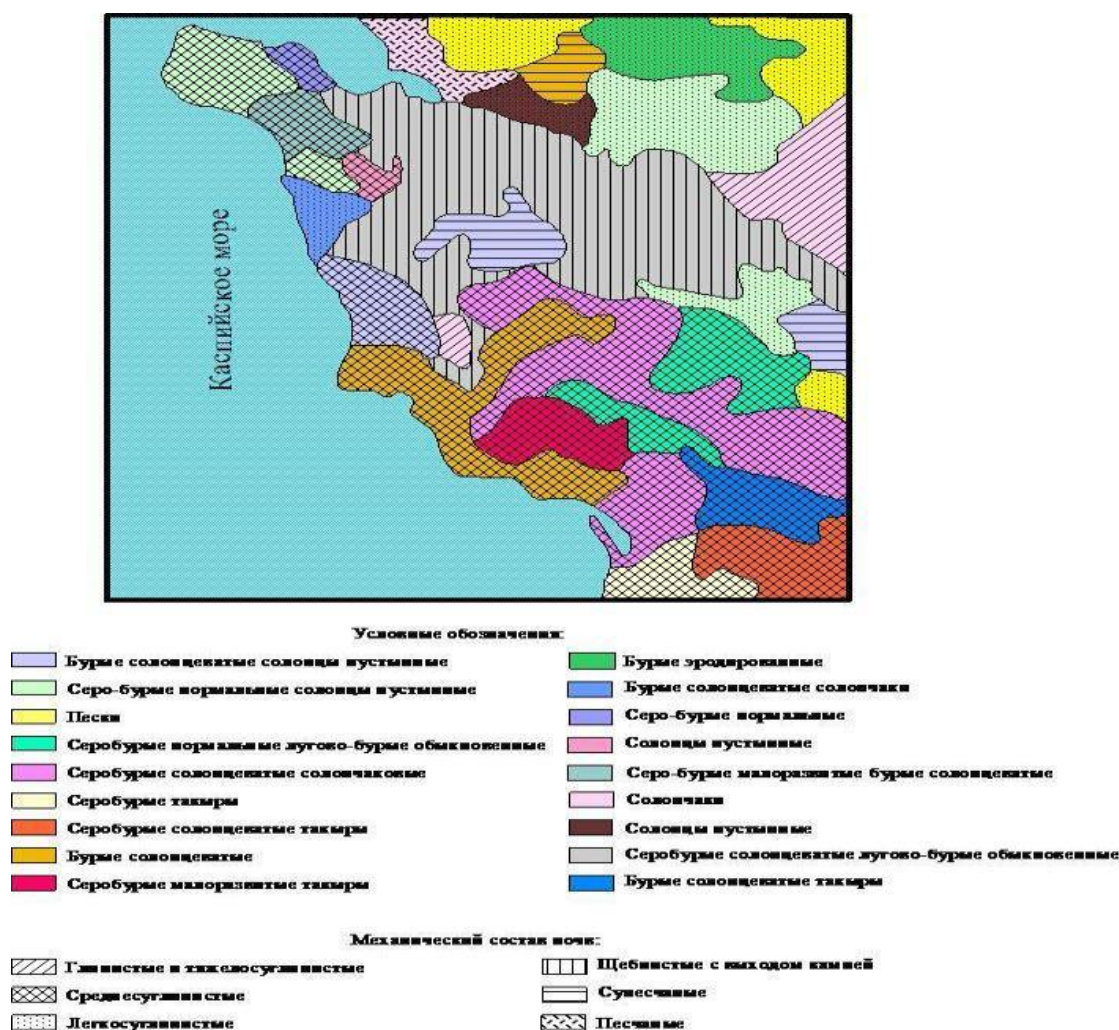 Каспийское море
Условные обозначения:
Бурые солонцеватые солонцы пустынные
Серо-бурые нормальные солонцы пустынные
Пески
Серобурые нормальные лугово-бурые обыкновенные
Серобурые солонцеватые солончаковые
Серобурые такыры
Серобурые солонцеватые такыры
Бурые солонцеватые
Серобурые малоразвитые такыры
Бурые эродированные
Бурые солонцеватые солончаки
Серо-бурые нормальные
Солонцы пустынные
Серо-бурые малоразвитые бурые солонцеватые
Солончаки
Солонцы пустынные
Серобурые солонцеватые лугово-бурые обыкновенные
Бурые солонцеватые такыры
Механический состав почв:
Глинистые и тяжелосуглинистые
Среднесуглинистые
Легкосуглинистые
Щебнистые с выходом камней
Супесчаные
Песчаные